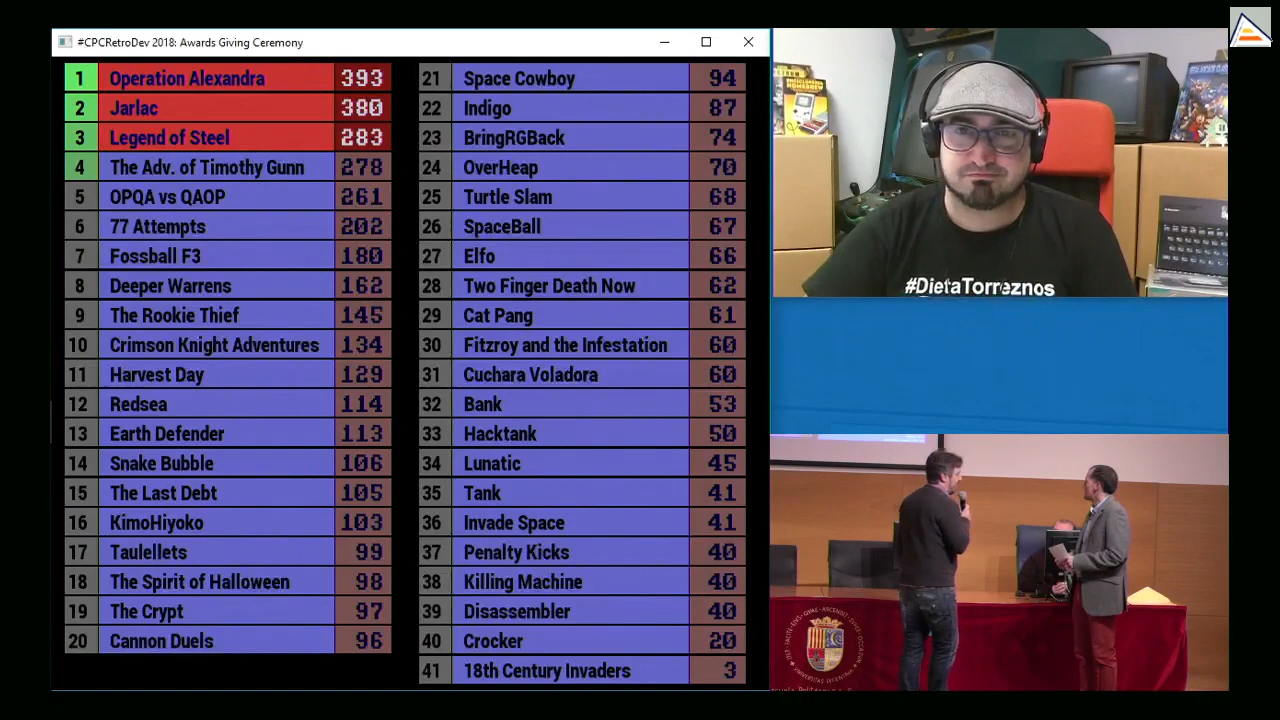 #CPCRetroDev 2018: Awards Giving Ceremony
1 Operation Alexandra 393
2 Jarlac 380
3 Legend of Steel 283
4 The Adv. of Timothy Gunn 278
5 OPQA vs QAOP 261
6 77 Attempts 202
7 Fossball F3 180
8 Deeper Warrens 162
9 The Rookie Thief 145
10 Crimson Knight Adventures 134
11 Harvest Day 129
12 Redsea 114
13 Earth Defender 113
14 Snake Bubble 106
15 The Last Debt 105
16 KimoHiyoko 103
17 Taulellets 99
18 The Spirit of Halloween 98
19 The Crypt 97
20 Cannon Duels 96
21 Space Cowboy 94
22 Indigo 87
23 BringRGBack 74
24 OverHeap 70
25 Turtle Slam 68
26 SpaceBall 67
27 Elfo 66
28 Two Finger Death Now 62
29 Cat Pang 61
30 Fitzroy and the Infestation 60
31 Cuchara Voladora 60
32 Bank 53
33 Hacktank 50
34 Lunatic 45
35 Tank 41
36 Invade Space 41
37 Penalty Kicks 40
38 Killing Machine 40
39 Disassembler 40
40 Crocker 20
41 18th Century Invaders 3
#DietaTorreznos